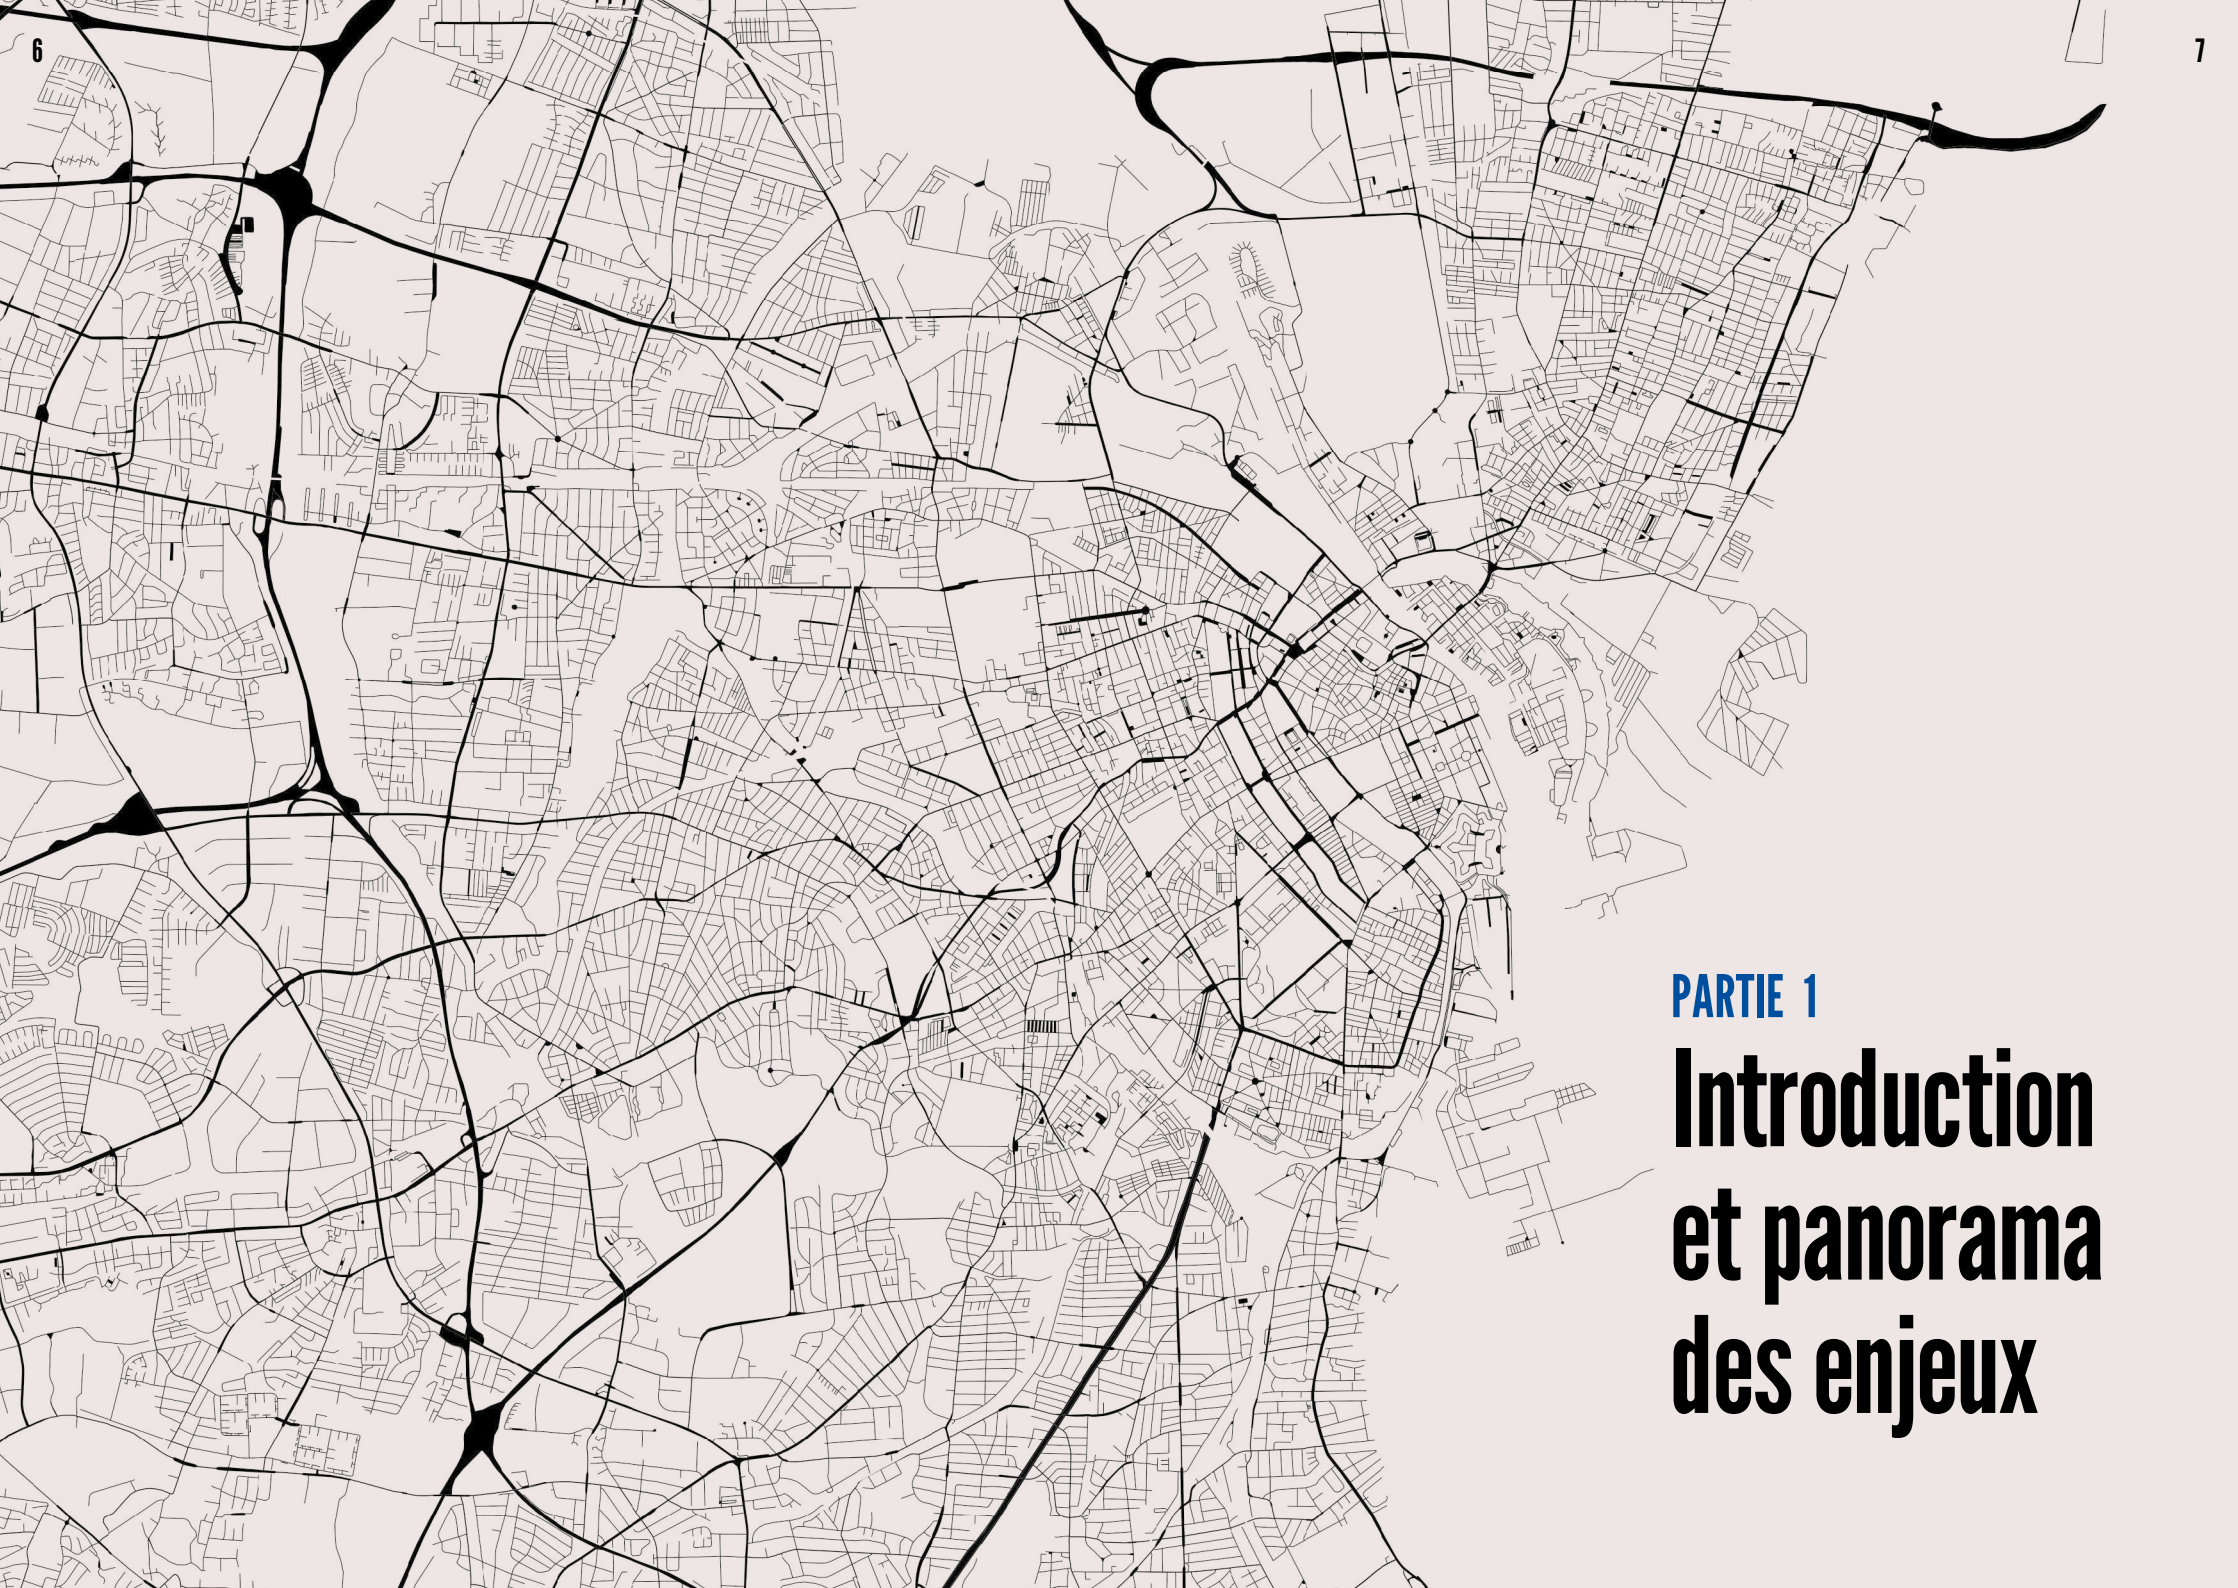 6
7
PARTIE 1
Introduction
et panorama
des enjeux